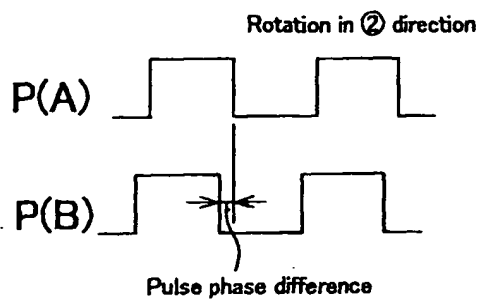 Rotation in ② direction
P(A)
P(B)
Pulse phase difference